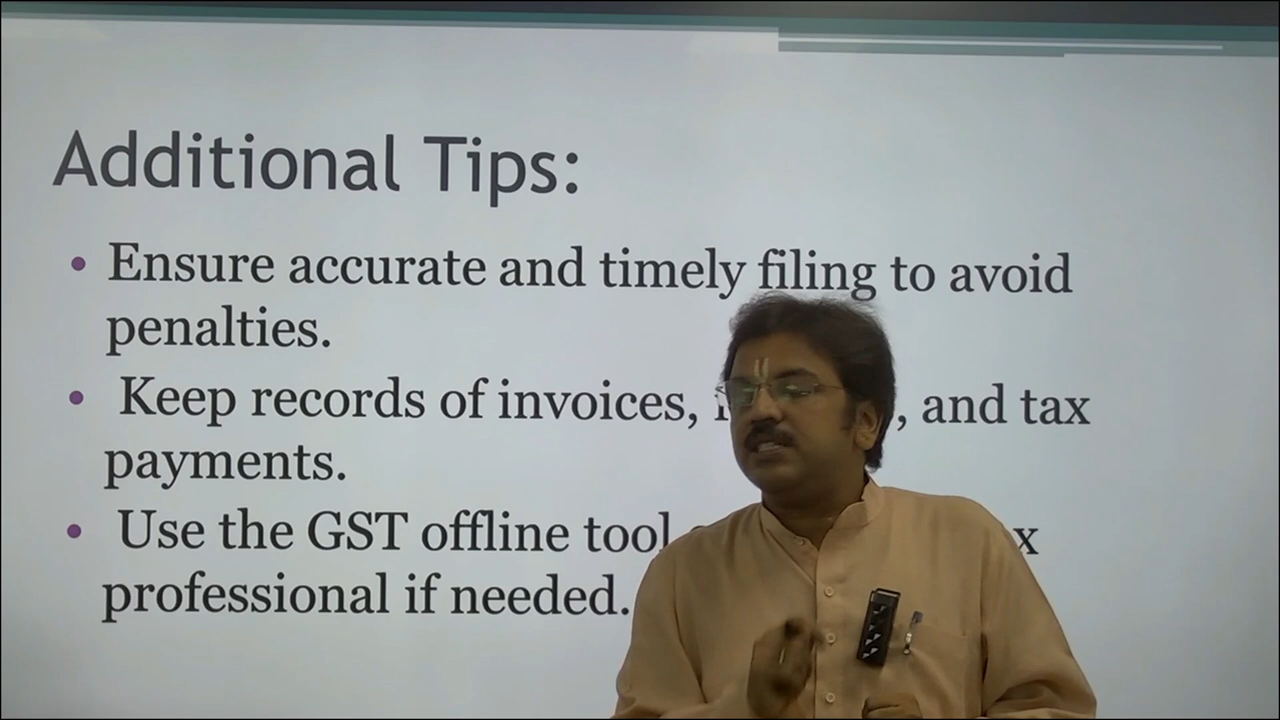 Additional Tips:
• Ensure accurate and timely filing to avoid
penalties.
• Keep records of invoices, , and tax
payments.
• Use the GST offline tool
professional if needed.